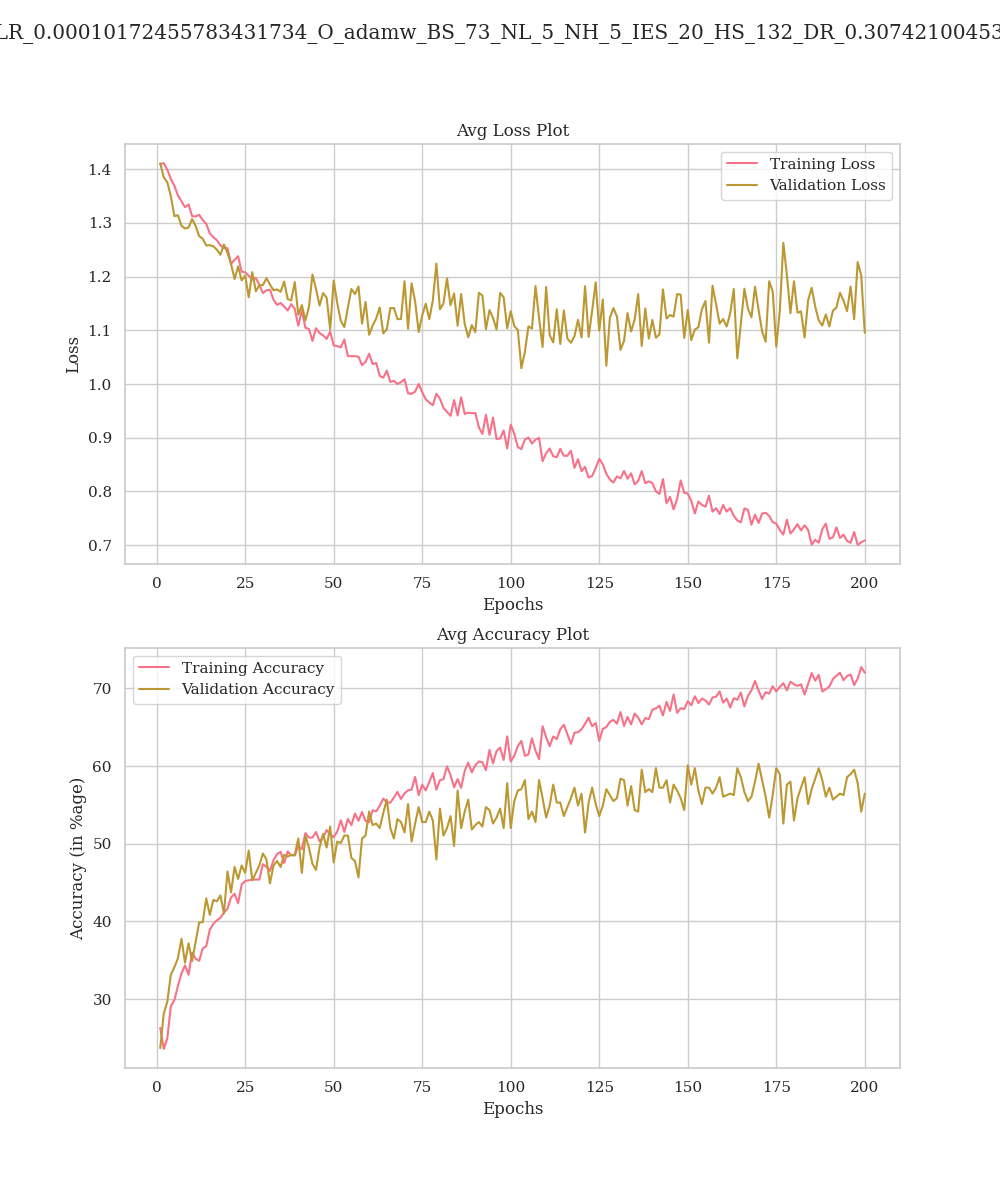 LR_0.00010172455783431734_O_adamw_BS_73_NL_5_NH_5_IES_20_HS_132_DR_0.30742100453
Avg Loss Plot
Training Loss
Validation Loss
1.4
1.3
1.2
1.1
1.0
0.9
0.8
0.7
Loss
0 25 50 75 100 125 150 175 200
Epochs
Avg Accuracy Plot
Training Accuracy
Validation Accuracy
70
60
50
40
30
Accuracy (in %age)
0 25 50 75 100 125 150 175 200
Epochs